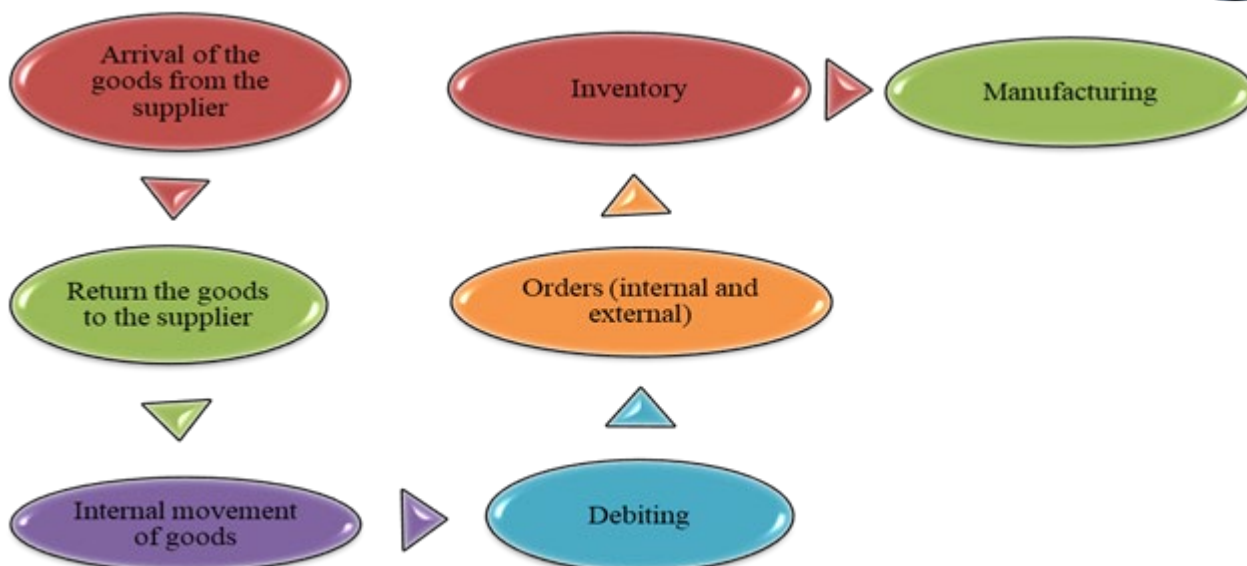 Arrival of the
goods from the
supplier
Return the goods
to the supplier
Internal movement
of goods
Debiting
Orders (internal and
external)
Inventory
Manufacturing